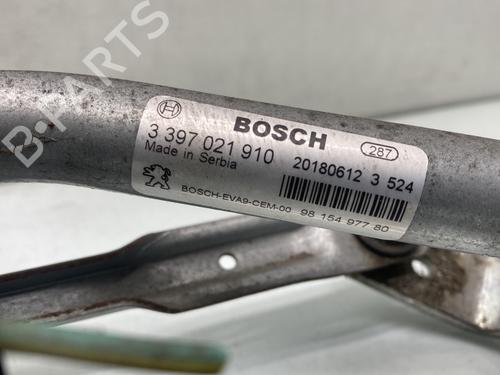 B-PARTS
BOSCH
287
3 397 021 910
Made in Serbia
20180612 3 524
BOSCH-EVA9-CEM-00 98 154 977 80